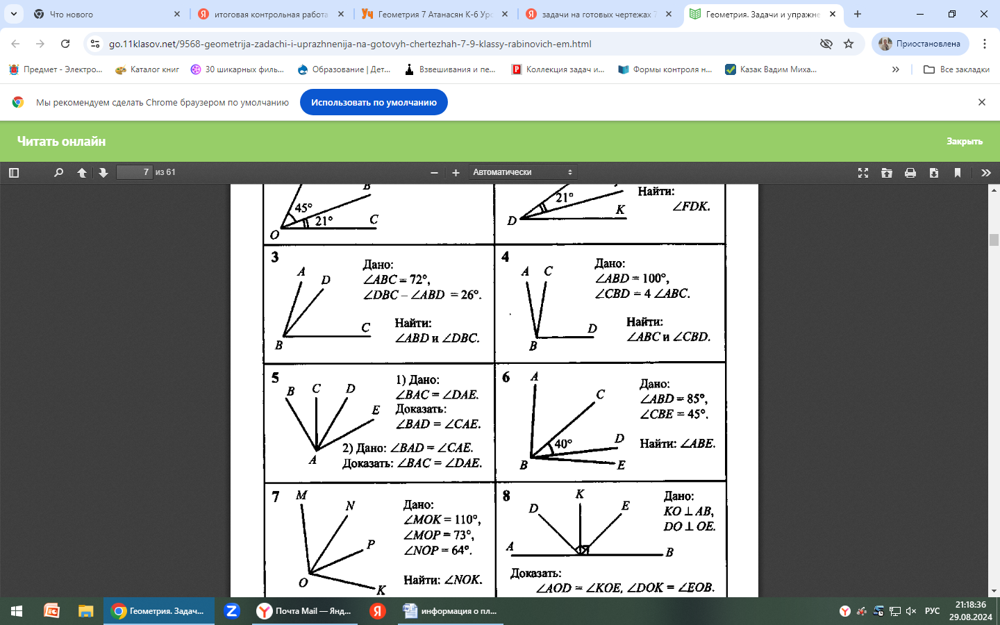 Что нового
итоговая контрольная работа
Геометрия 7 Атанасян К-6 Уро
задачи на готовых чертежах 7
Геометрия. Задачи и упражне
go.11klasov.net/9568-geometrija-zadachi-i-uprazhnenija-na-gotovyh-chertezhah-7-9-klassy-rabinovich-em.html
Приостановлена
Предмет - Электро...
Каталог книг
30 шикарных филь...
Образование | Дет...
Взвешивания и пе...
Коллекция задач и...
Формы контроля н...
Казак Вадим Миха...
Все закладки
Мы рекомендуем сделать Chrome браузером по умолчанию
Использовать по умолчанию
Читать онлайн
Закрыть
7 из 61
Автоматически
B
45°
21°
C
O
21°
K
D
Найти:
∠FDK.
3
A
D
B
C
Дано:
∠ABC = 72°,
∠DBC – ∠ABD = 26°.
Найти:
∠ABD и ∠DBC.
4
A C
B
D
Дано:
∠ABD = 100°,
∠CBD = 4 ∠ABC.
Найти:
∠ABC и ∠CBD.
5
B C D
E
A
1) Дано:
∠BAC = ∠DAE.
Доказать:
∠BAD = ∠CAE.
2) Дано: ∠BAD = ∠CAE.
Доказать: ∠BAC = ∠DAE.
6
A
C
40°
D
B
E
Дано:
∠ABD = 85°,
∠CBE = 45°.
Найти: ∠ABE.
7
M
N
P
O
K
Дано:
∠MOK = 110°,
∠MOP = 73°,
∠NOP = 64°.
Найти: ∠NOK.
8
K
D
E
A
B
Дано:
KO ⊥ AB,
DO ⊥ OE.
Доказать:
∠AOD = ∠KOE, ∠DOK = ∠EOB.
Геометрия. Задач...
Почта Mail — Янд...
информация о пл...
РУС
21:18:36
29.08.2024